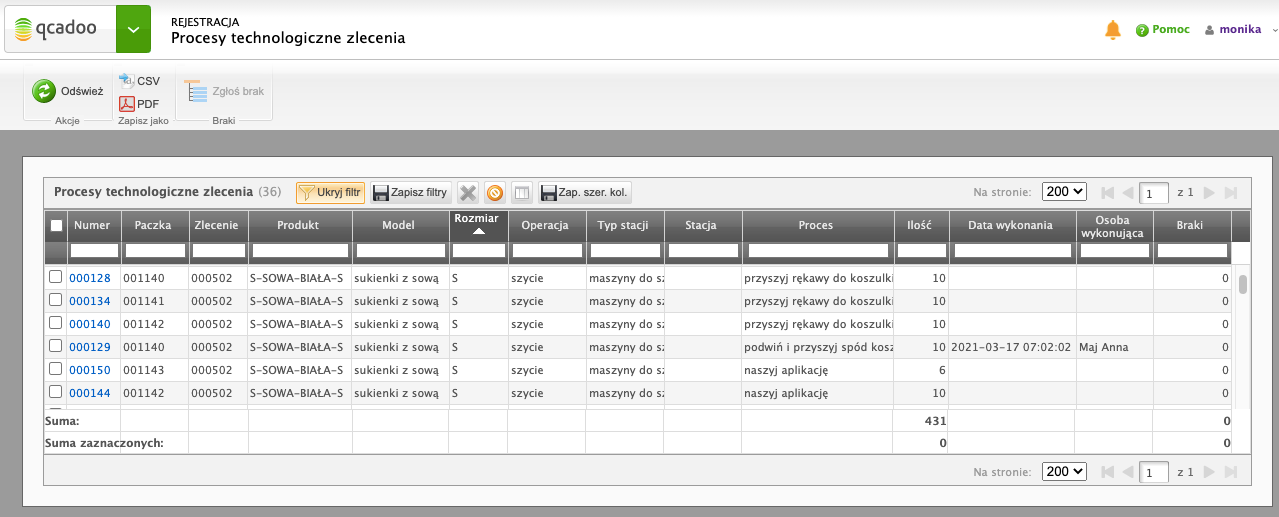 qcadoo
REJESTRACJA
Procesy technologiczne zlecenia
Pomoc monika
Odśwież CSV Zgłoś brak
PDF
Akcje Zapisz jako Braki
Procesy technologiczne zlecenia (36) Ukryj filtr Zapisz filtry Zap. szer. kol. Na stronie: 200 1 z 1
Numer Paczka Zlecenie Produkt Model Rozmiar Operacja Typ stacji Stacja Proces Ilość Data wykonania Osoba wykonująca Braki
000128 001140 000502 S-SOWA-BIAŁA-S sukienki z sową S szycie maszyny do sz przyszyj rękawy do koszulki 10 0
000134 001141 000502 S-SOWA-BIAŁA-S sukienki z sową S szycie maszyny do sz przyszyj rękawy do koszulki 10 0
000140 001142 000502 S-SOWA-BIAŁA-S sukienki z sową S szycie maszyny do sz przyszyj rękawy do koszulki 10 0
000129 001140 000502 S-SOWA-BIAŁA-S sukienki z sową S szycie maszyny do sz podwiń i przyszyj spód kosz 10 2021-03-17 07:02:02 Maj Anna 0
000150 001143 000502 S-SOWA-BIAŁA-S sukienki z sową S szycie maszyny do sz naszyj aplikację 6 0
000144 001142 000502 S-SOWA-BIAŁA-S sukienki z sową S szycie maszyny do sz naszyj aplikację 10 0
Suma: 431 0
Suma zaznaczonych: 0 0
Na stronie: 200 1 z 1